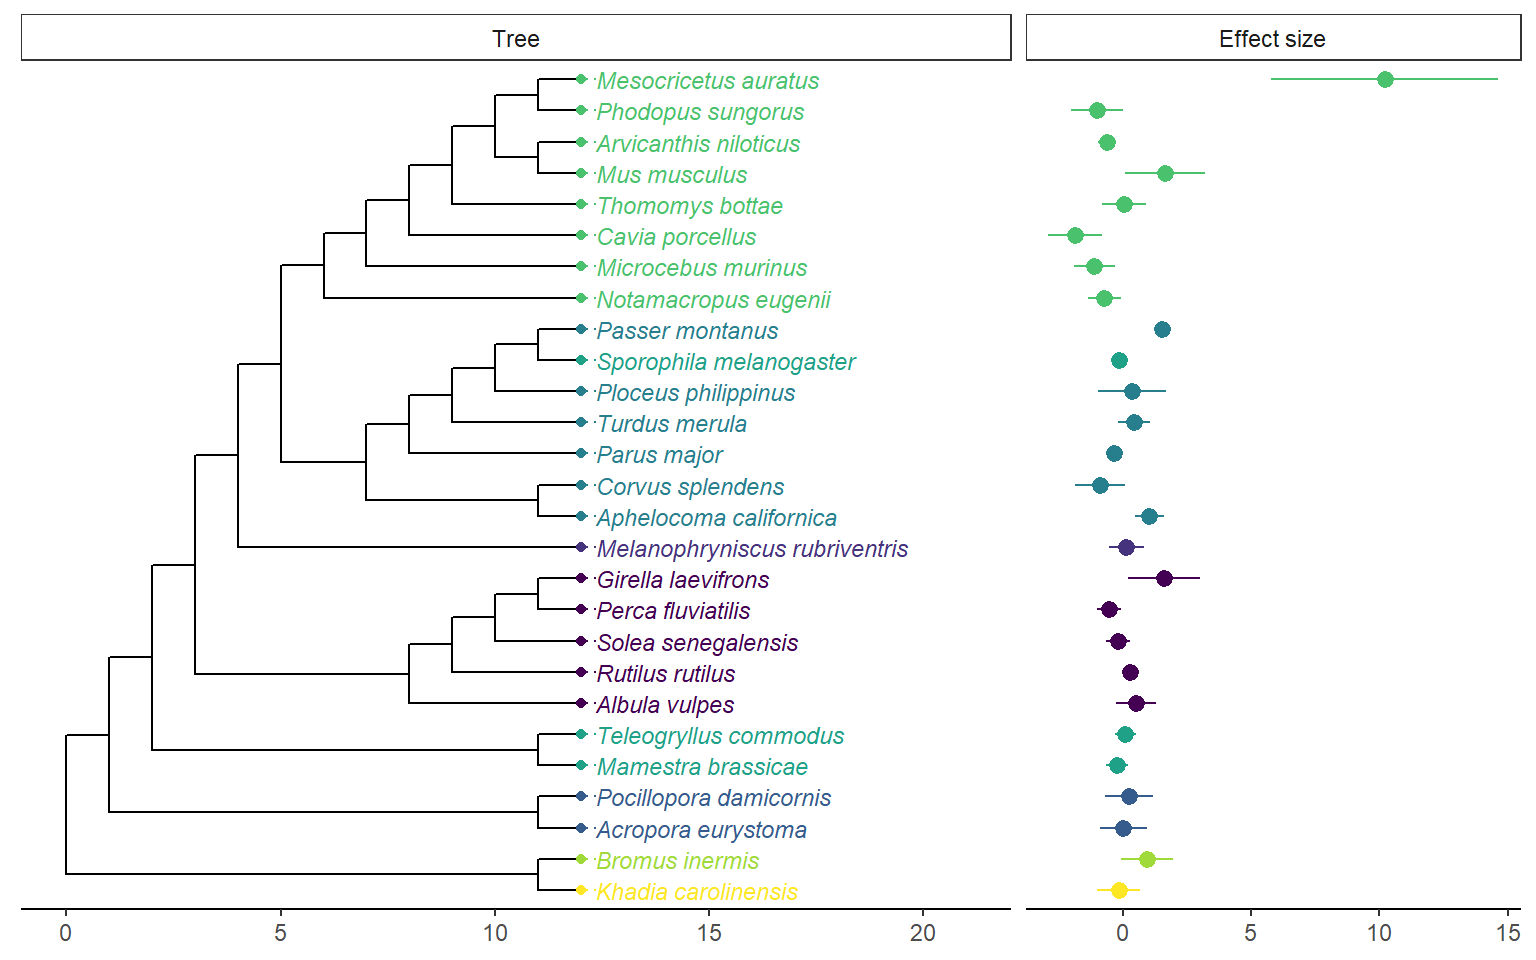 Tree
Effect size
Mesocricetus auratus
Phodopus sungorus
Arvicanthis niloticus
Mus musculus
Thomomys bottae
Cavia porcellus
Microcebus murinus
Notamacropus eugenii
Passer montanus
Sporophila melanogaster
Ploceus philippinus
Turdus merula
Parus major
Corvus splendens
Aphelocoma californica
Melanophryniscus rubriventris
Girella laevifrons
Perca fluviatilis
Solea senegalensis
Rutilus rutilus
Albula vulpes
Teleogryllus commodus
Mamestra brassicae
Pocillopora damicornis
Acropora eurystoma
Bromus inermis
Khadia carolinensis
0 5 10 15 20
0 5 10 15